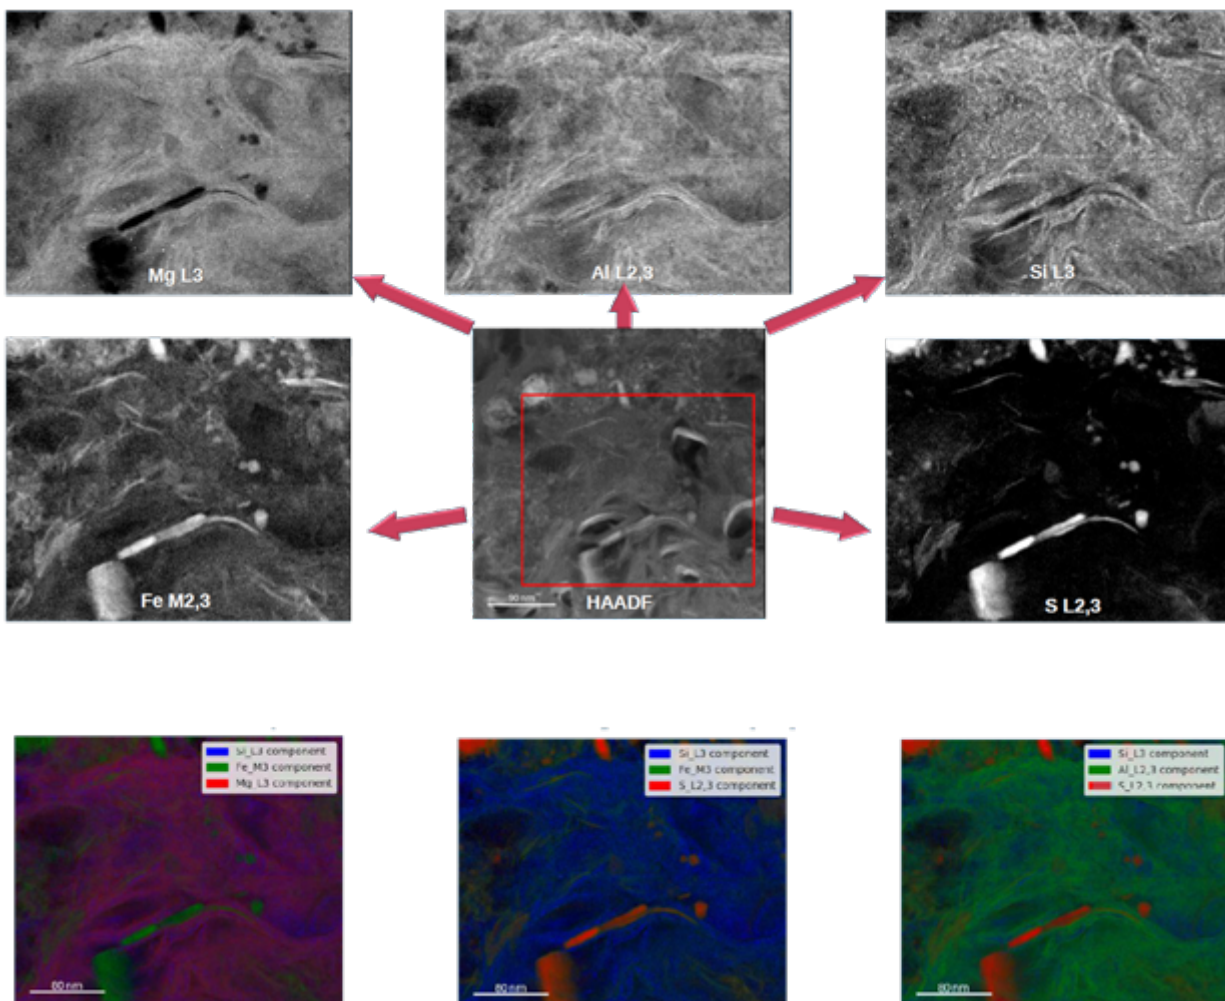 Mg L3
Al L2,3
Si L3
Fe M2,3
90 nm
HAADF
S L2,3
Si_L3 component
Fe_M3 component
Mg_L3 component
80 nm
Si_L3 component
Fe_M3 component
S_L2,3 component
80 nm
Si_L3 component
Al_L2,3 component
S_L2,3 component
80 nm